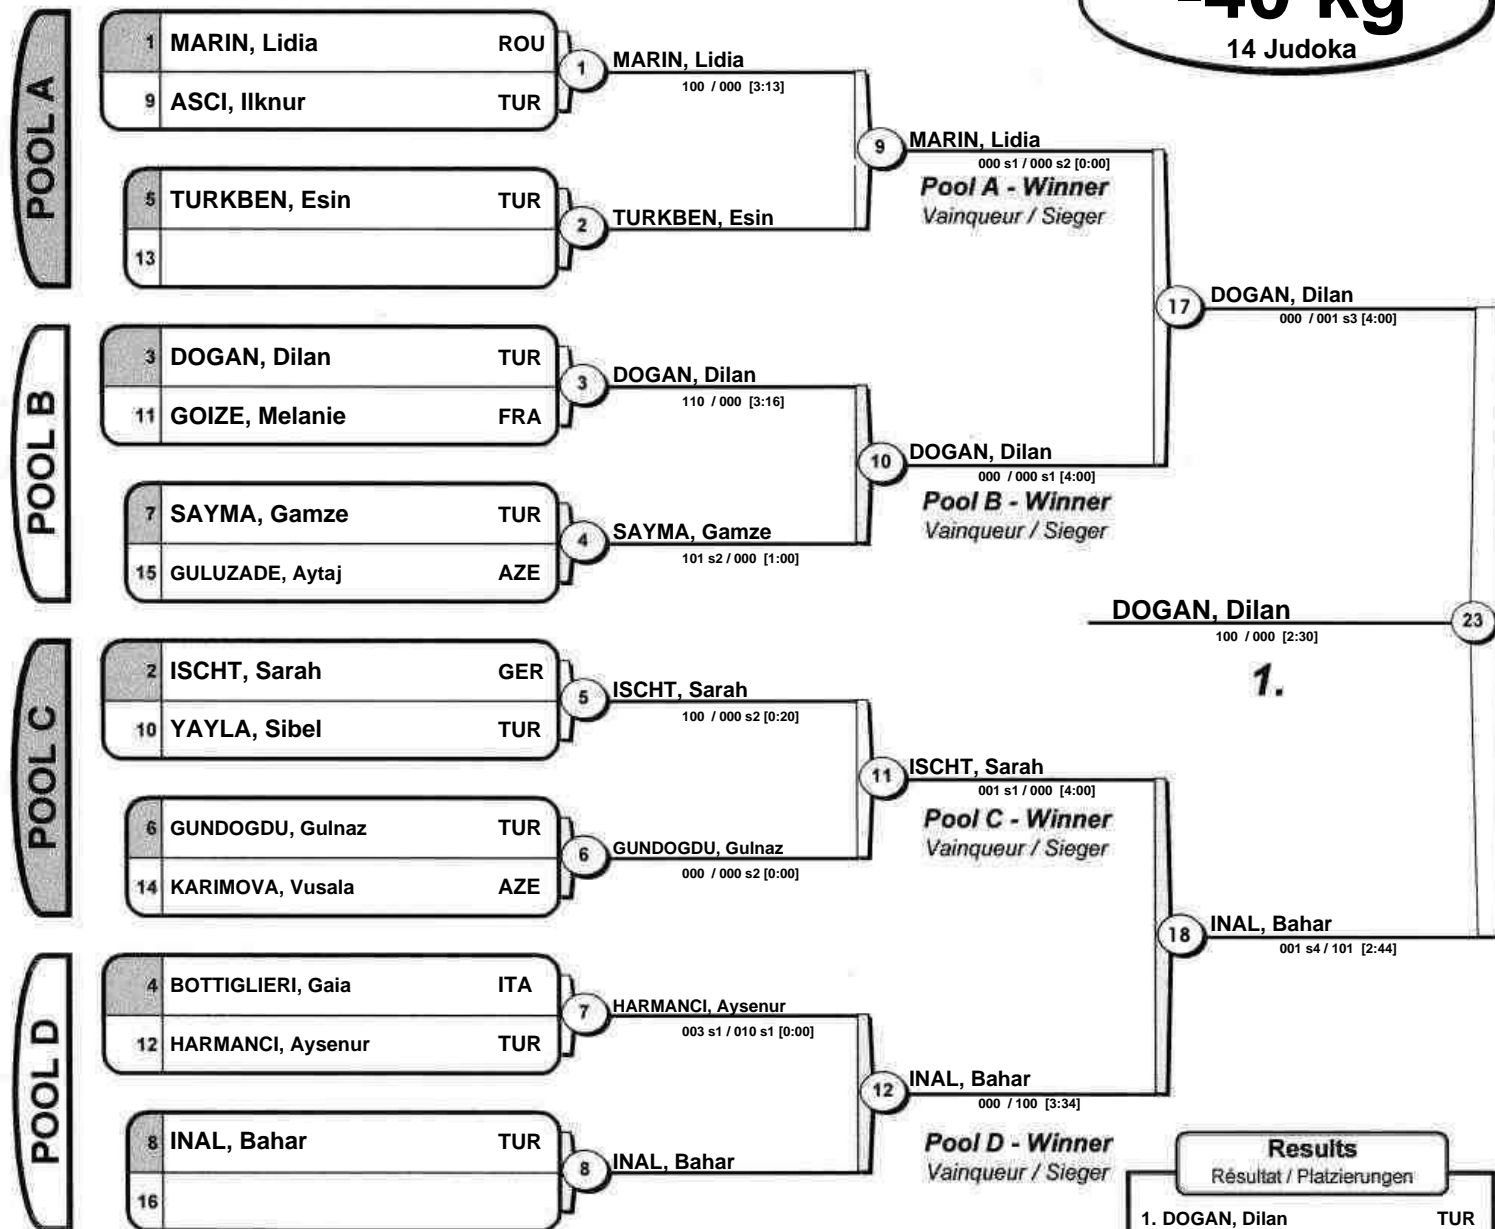 -40 kg
14 Judoka
POOL A
1 MARIN, Lidia ROU
9 ASCI, Ilknur TUR
1
MARIN, Lidia
100 / 000 [3:13]
5 TURKBEN, Esin TUR
13
2
TURKBEN, Esin
9
MARIN, Lidia
000 s1 / 000 s2 [0:00]
Pool A - Winner
Vainqueur / Sieger
POOL B
3 DOGAN, Dilan TUR
11 GOIZE, Melanie FRA
3
DOGAN, Dilan
110 / 000 [3:16]
7 SAYMA, Gamze TUR
15 GULUZADE, Aytaj AZE
4
SAYMA, Gamze
101 s2 / 000 [1:00]
10
DOGAN, Dilan
000 / 000 s1 [4:00]
Pool B - Winner
Vainqueur / Sieger
17
DOGAN, Dilan
000 / 001 s3 [4:00]
DOGAN, Dilan
100 / 000 [2:30]
1.
23
POOL C
2 ISCHT, Sarah GER
10 YAYLA, Sibel TUR
5
ISCHT, Sarah
100 / 000 s2 [0:20]
6 GUNDOGDU, Gulnaz TUR
14 KARIMOVA, Vusala AZE
6
GUNDOGDU, Gulnaz
000 / 000 s2 [0:00]
11
ISCHT, Sarah
001 s1 / 000 [4:00]
Pool C - Winner
Vainqueur / Sieger
POOL D
4 BOTTIGLIERI, Gaia ITA
12 HARMANCI, Aysenur TUR
7
HARMANCI, Aysenur
003 s1 / 010 s1 [0:00]
8 INAL, Bahar TUR
16
8
INAL, Bahar
12
INAL, Bahar
000 / 100 [3:34]
Pool D - Winner
Vainqueur / Sieger
18
INAL, Bahar
001 s4 / 101 [2:44]
Results
Résultat / Platzierungen
1. DOGAN, Dilan TUR